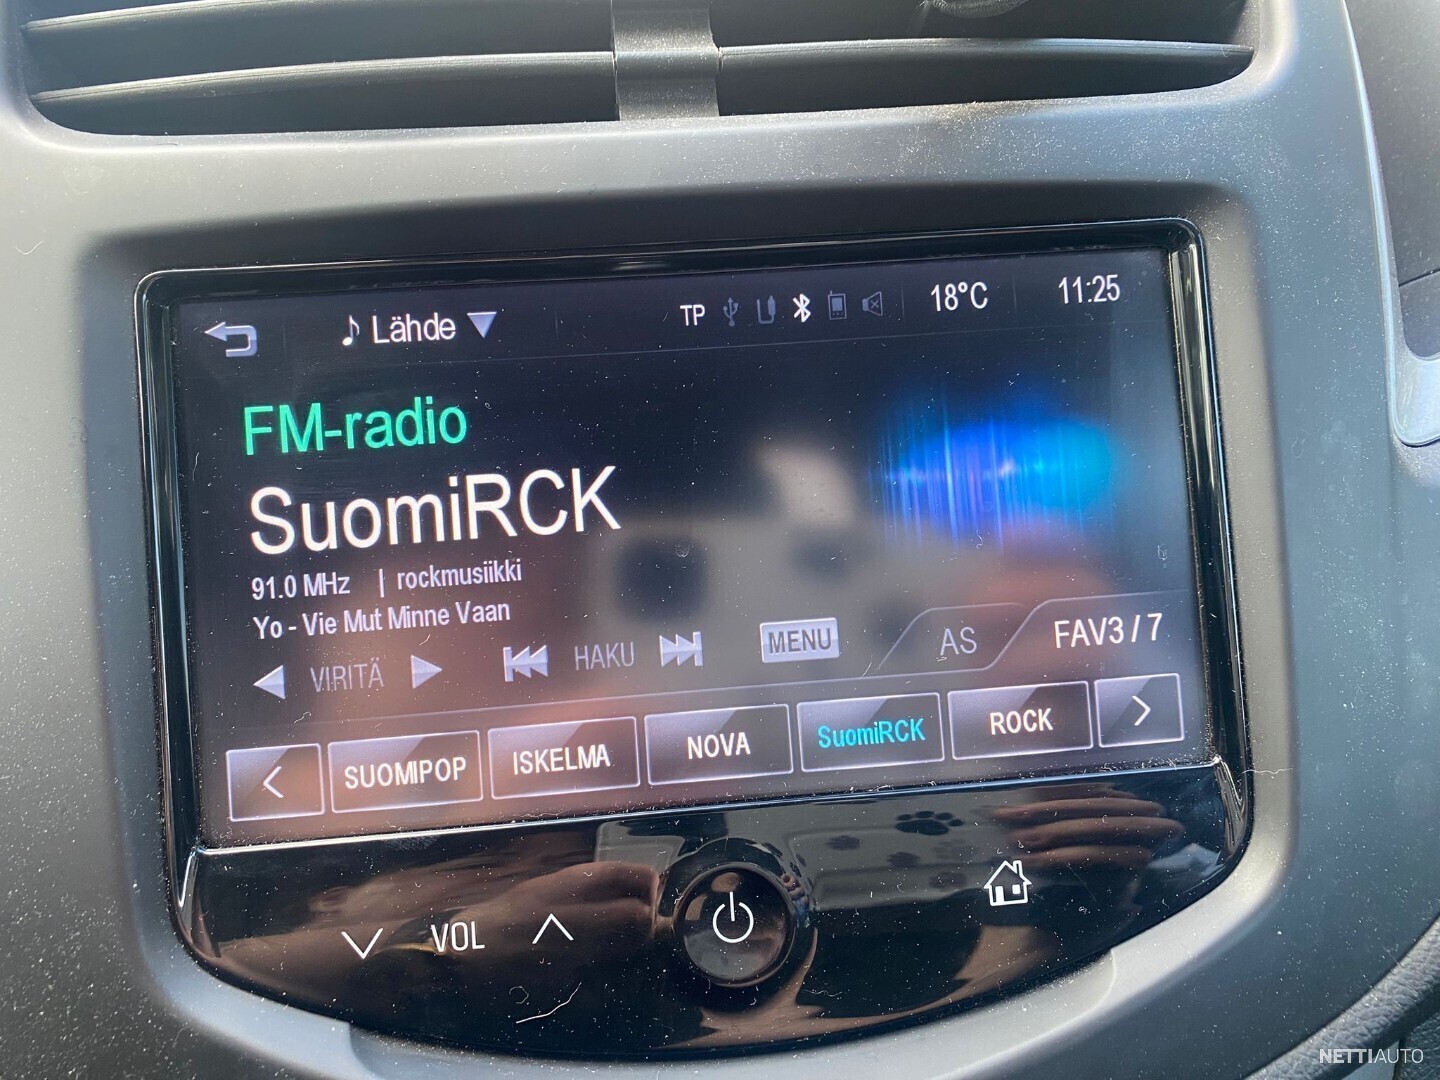 ♪ Lähde ▼ TP 18°C 11:25
FM-radio
SuomiRCK
91.0 MHz | rockmusiikki
Yo - Vie Mut Minne Vaan
VIRITÄ HAKU MENU AS FAV3 / 7
< SUOMIPOP ISKELMA NOVA SuomiRCK ROCK >
VOL
NETTIAUTO